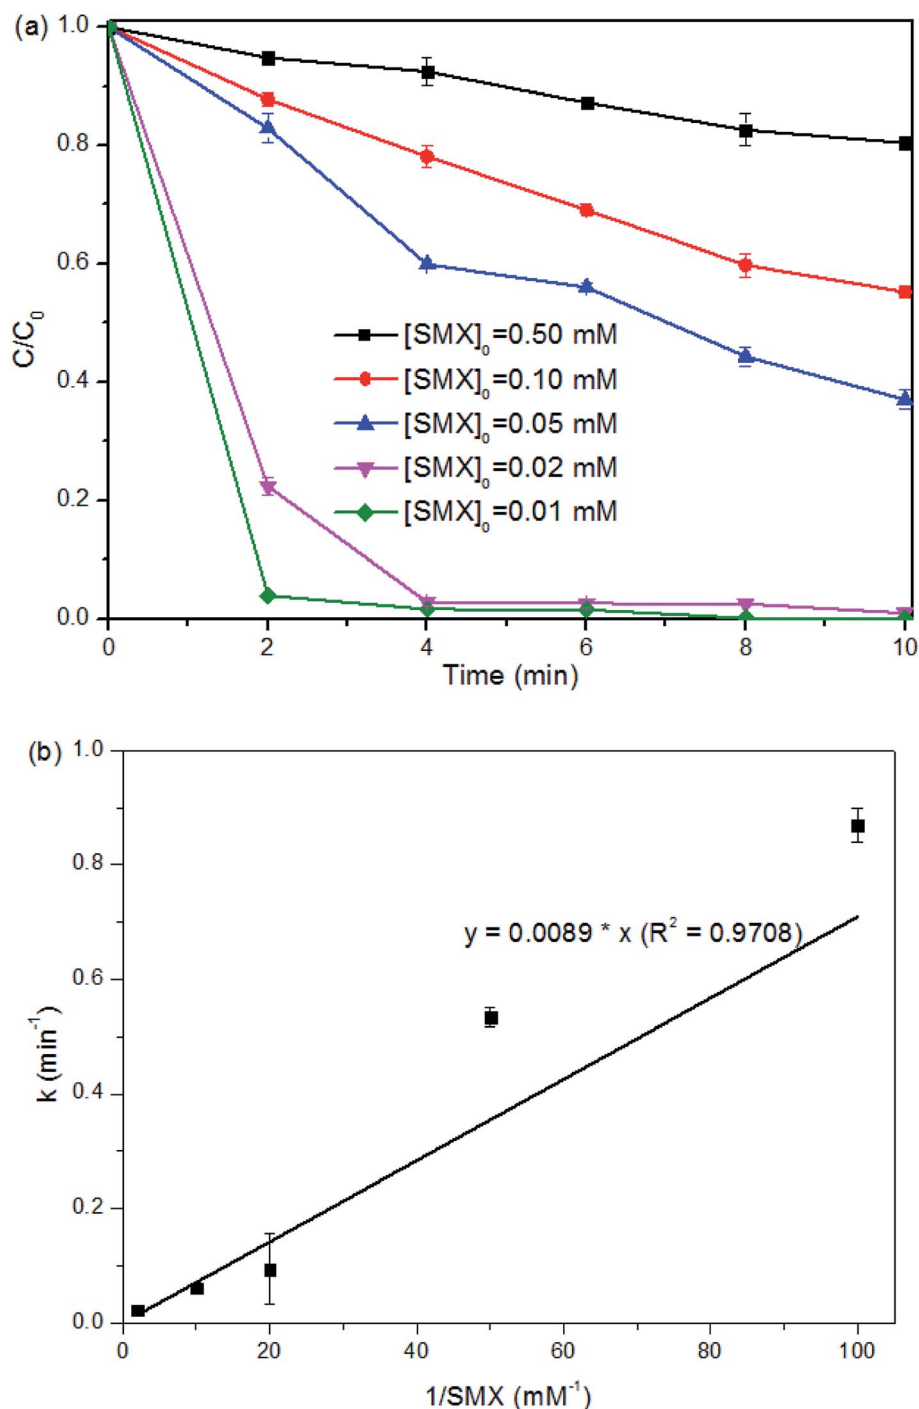 (a)
1.0
0.8
0.6
0.4
0.2
0.0
C/C₀
[SMX]₀=0.50 mM
[SMX]₀=0.10 mM
[SMX]₀=0.05 mM
[SMX]₀=0.02 mM
[SMX]₀=0.01 mM
0 2 4 6 8 10
Time (min)
(b)
1.0
0.8
0.6
0.4
0.2
0.0
k (min⁻¹)
y = 0.0089 * x (R² = 0.9708)
0 20 40 60 80 100
1/SMX (mM⁻¹)